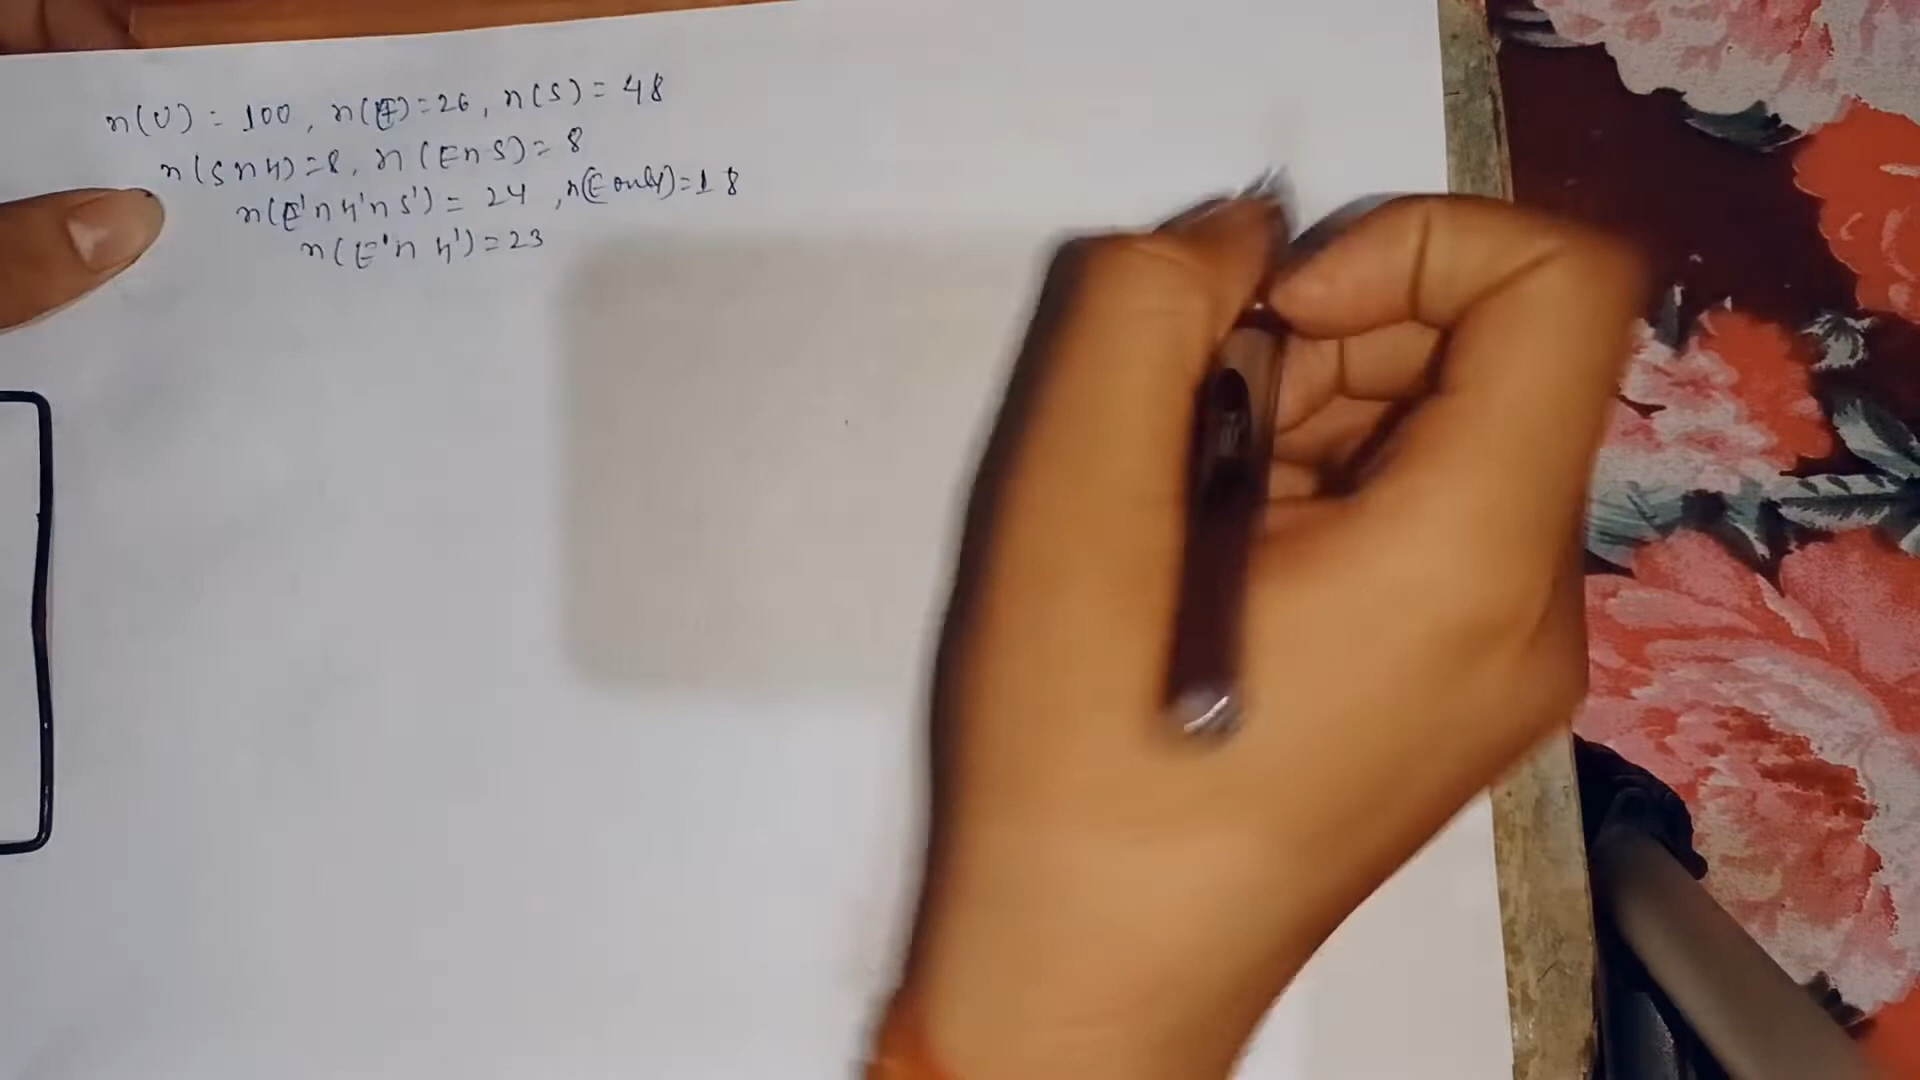 n(U) = 100, n(E) = 26, n(S) = 48
n(S∩H) = 8, n(E∩S) = 8
n(E'∩H'∩S') = 24, n(E only) = 18
n(E'∩H') = 23